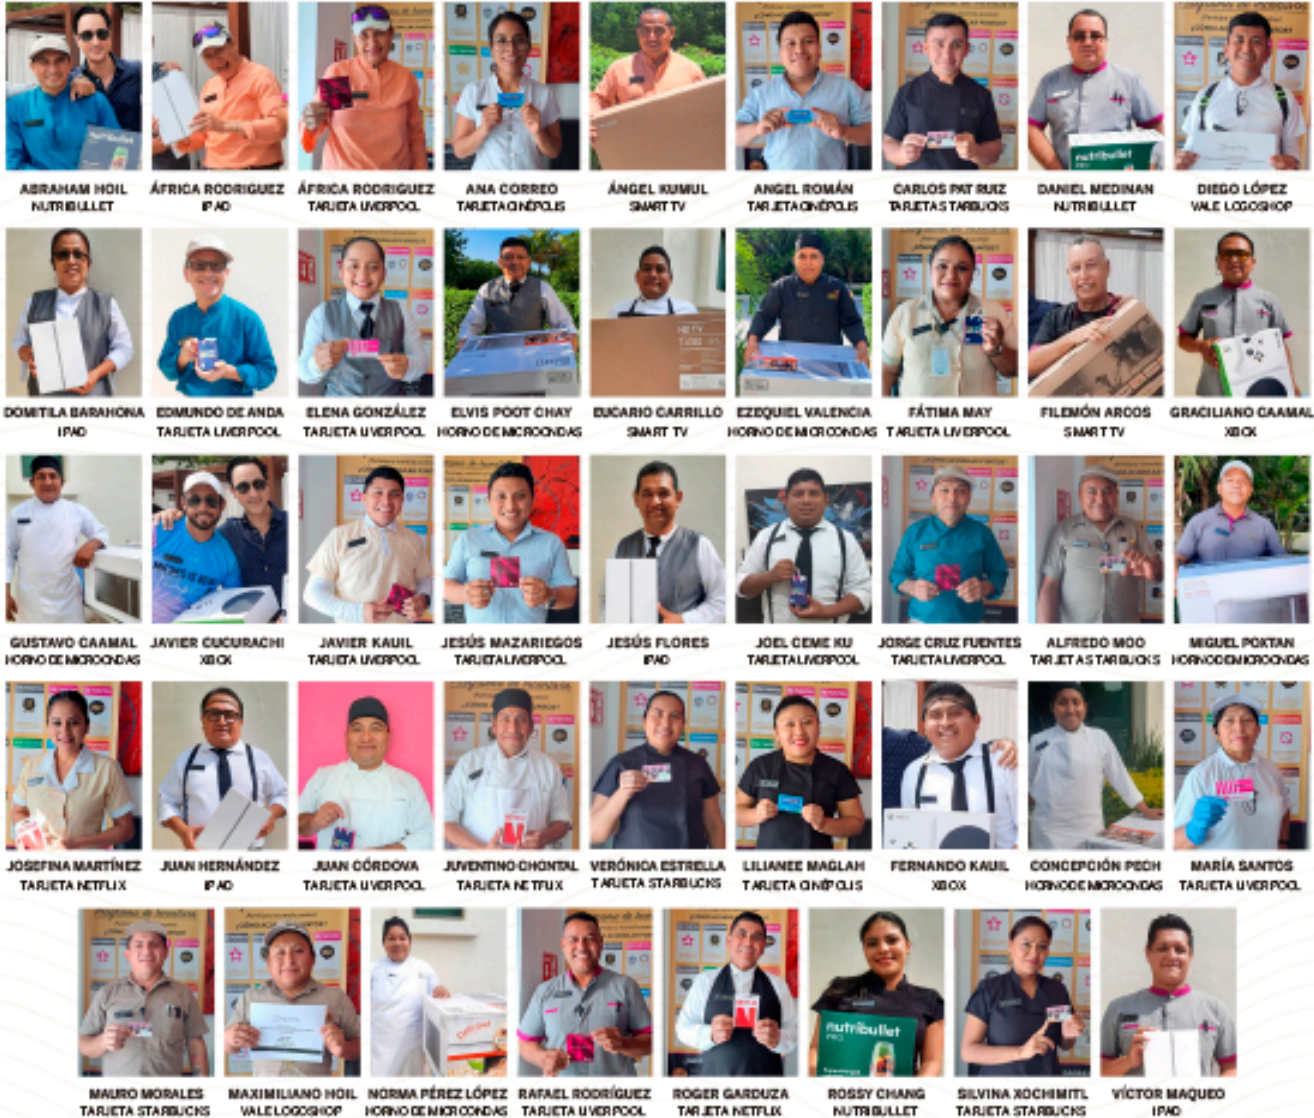 ABRAHAM HOIL
NUTRIBULLET
ÁFRICA RODRIGUEZ
IPAD
ÁFRICA RODRIGUEZ
TARJETA LIVERPOOL
ANA CORREO
TARJETA CINÉPOLIS
ÁNGEL KUMUL
SMART TV
ANGEL ROMÁN
TARJETA CINÉPOLIS
CARLOS PAT RUIZ
TARJETA STARBUCKS
DANIEL MEDINAN
NUTRIBULLET
DIEGO LÓPEZ
VALE LOGOSHOP
DOMITILA BARAHONA
IPAD
EDMUNDO DE ANDA
TARJETA LIVERPOOL
ELENA GONZÁLEZ
TARJETA LIVERPOOL
ELVIS POOT CHAY
HORNO DE MICROONDAS
EUCARIO CARRILLO
SMART TV
EZEQUIEL VALENCIA
HORNO DE MICROONDAS
FÁTIMA MAY
TARJETA LIVERPOOL
FILEMÓN ARCOS
SMART TV
GRACILIANO CAAMAL
XBOX
GUSTAVO CAAMAL
HORNO DE MICROONDAS
JAVIER CUCURACHI
XBOX
JAVIER KAUIL
TARJETA LIVERPOOL
JESÚS MAZARIEGOS
TARJETA LIVERPOOL
JESÚS FLORES
IPAD
JOEL CEME KU
TARJETA LIVERPOOL
JORGE CRUZ FUENTES
TARJETA LIVERPOOL
ALFREDO MOO
TARJETA STARBUCKS
MIGUEL POXTAN
HORNO DE MICROONDAS
JOSEFINA MARTÍNEZ
TARJETA NETFLIX
JUAN HERNÁNDEZ
IPAD
JUAN CÓRDOVA
TARJETA LIVERPOOL
JUVENTINO CHONTAL
TARJETA NETFLIX
VERÓNICA ESTRELLA
TARJETA STARBUCKS
LILIANEE MAGLAH
TARJETA CINÉPOLIS
FERNANDO KAUIL
XBOX
CONCEPCIÓN PECH
HORNO DE MICROONDAS
MARÍA SANTOS
TARJETA LIVERPOOL
MAURO MORALES
TARJETA STARBUCKS
MAXIMILIANO HOIL
VALE LOGOSHOP
NORMA PÉREZ LÓPEZ
HORNO DE MICROONDAS
RAFAEL RODRÍGUEZ
TARJETA LIVERPOOL
ROGER GARDUZA
TARJETA NETFLIX
nutribullet
PRO
ROSSY CHANG
NUTRIBULLET
SILVINA XOCHIMITL
TARJETA STARBUCKS
VÍCTOR MAQUEO
IPAD